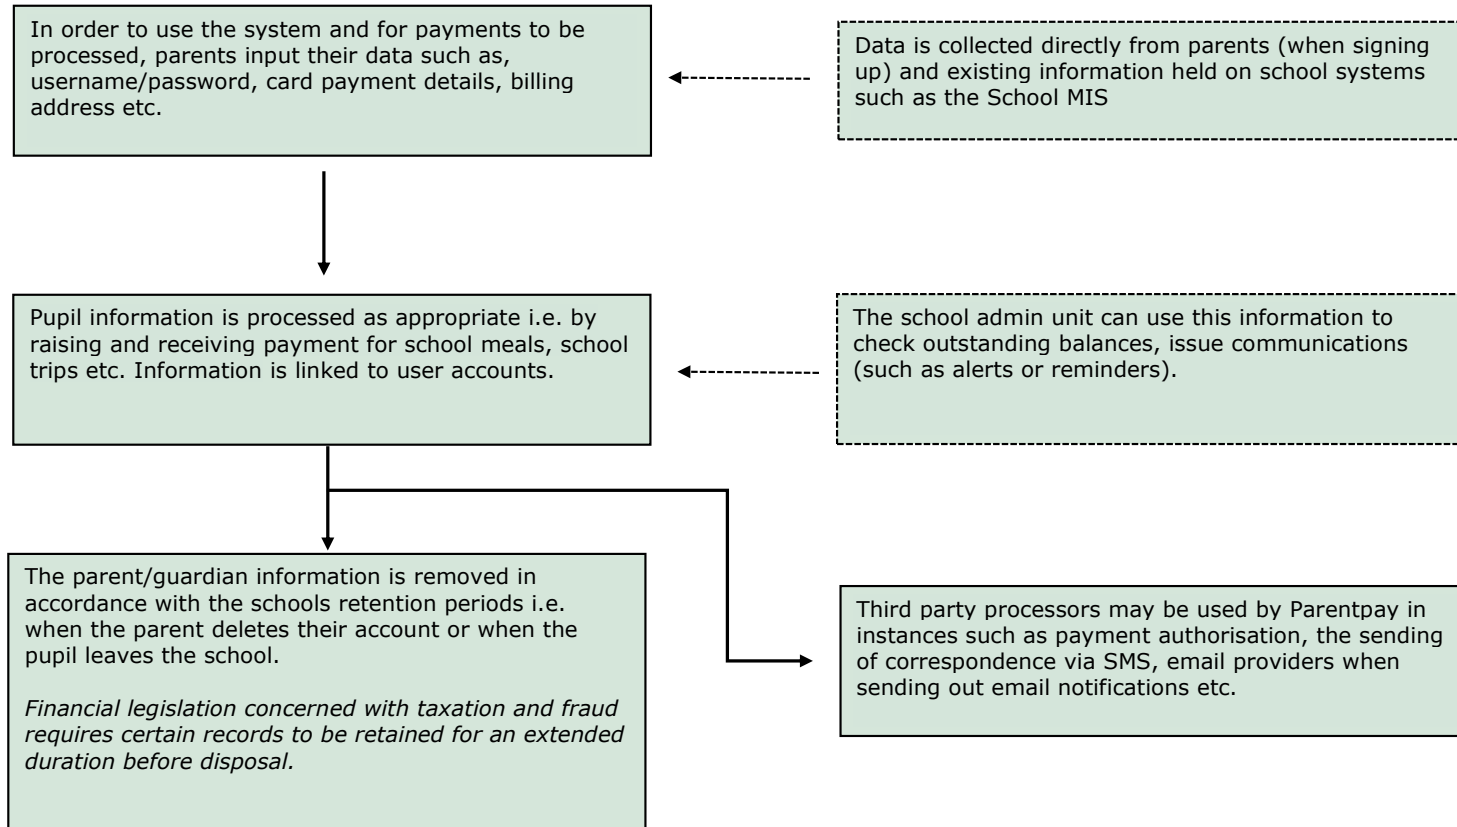 In order to use the system and for payments to be
processed, parents input their data such as,
username/password, card payment details, billing
address etc.
Data is collected directly from parents (when signing
up) and existing information held on school systems
such as the School MIS
Pupil information is processed as appropriate i.e. by
raising and receiving payment for school meals, school
trips etc. Information is linked to user accounts.
The school admin unit can use this information to
check outstanding balances, issue communications
(such as alerts or reminders).
The parent/guardian information is removed in
accordance with the schools retention periods i.e.
when the parent deletes their account or when the
pupil leaves the school.
Financial legislation concerned with taxation and fraud
requires certain records to be retained for an extended
duration before disposal.
Third party processors may be used by Parentpay in
instances such as payment authorisation, the sending
of correspondence via SMS, email providers when
sending out email notifications etc.